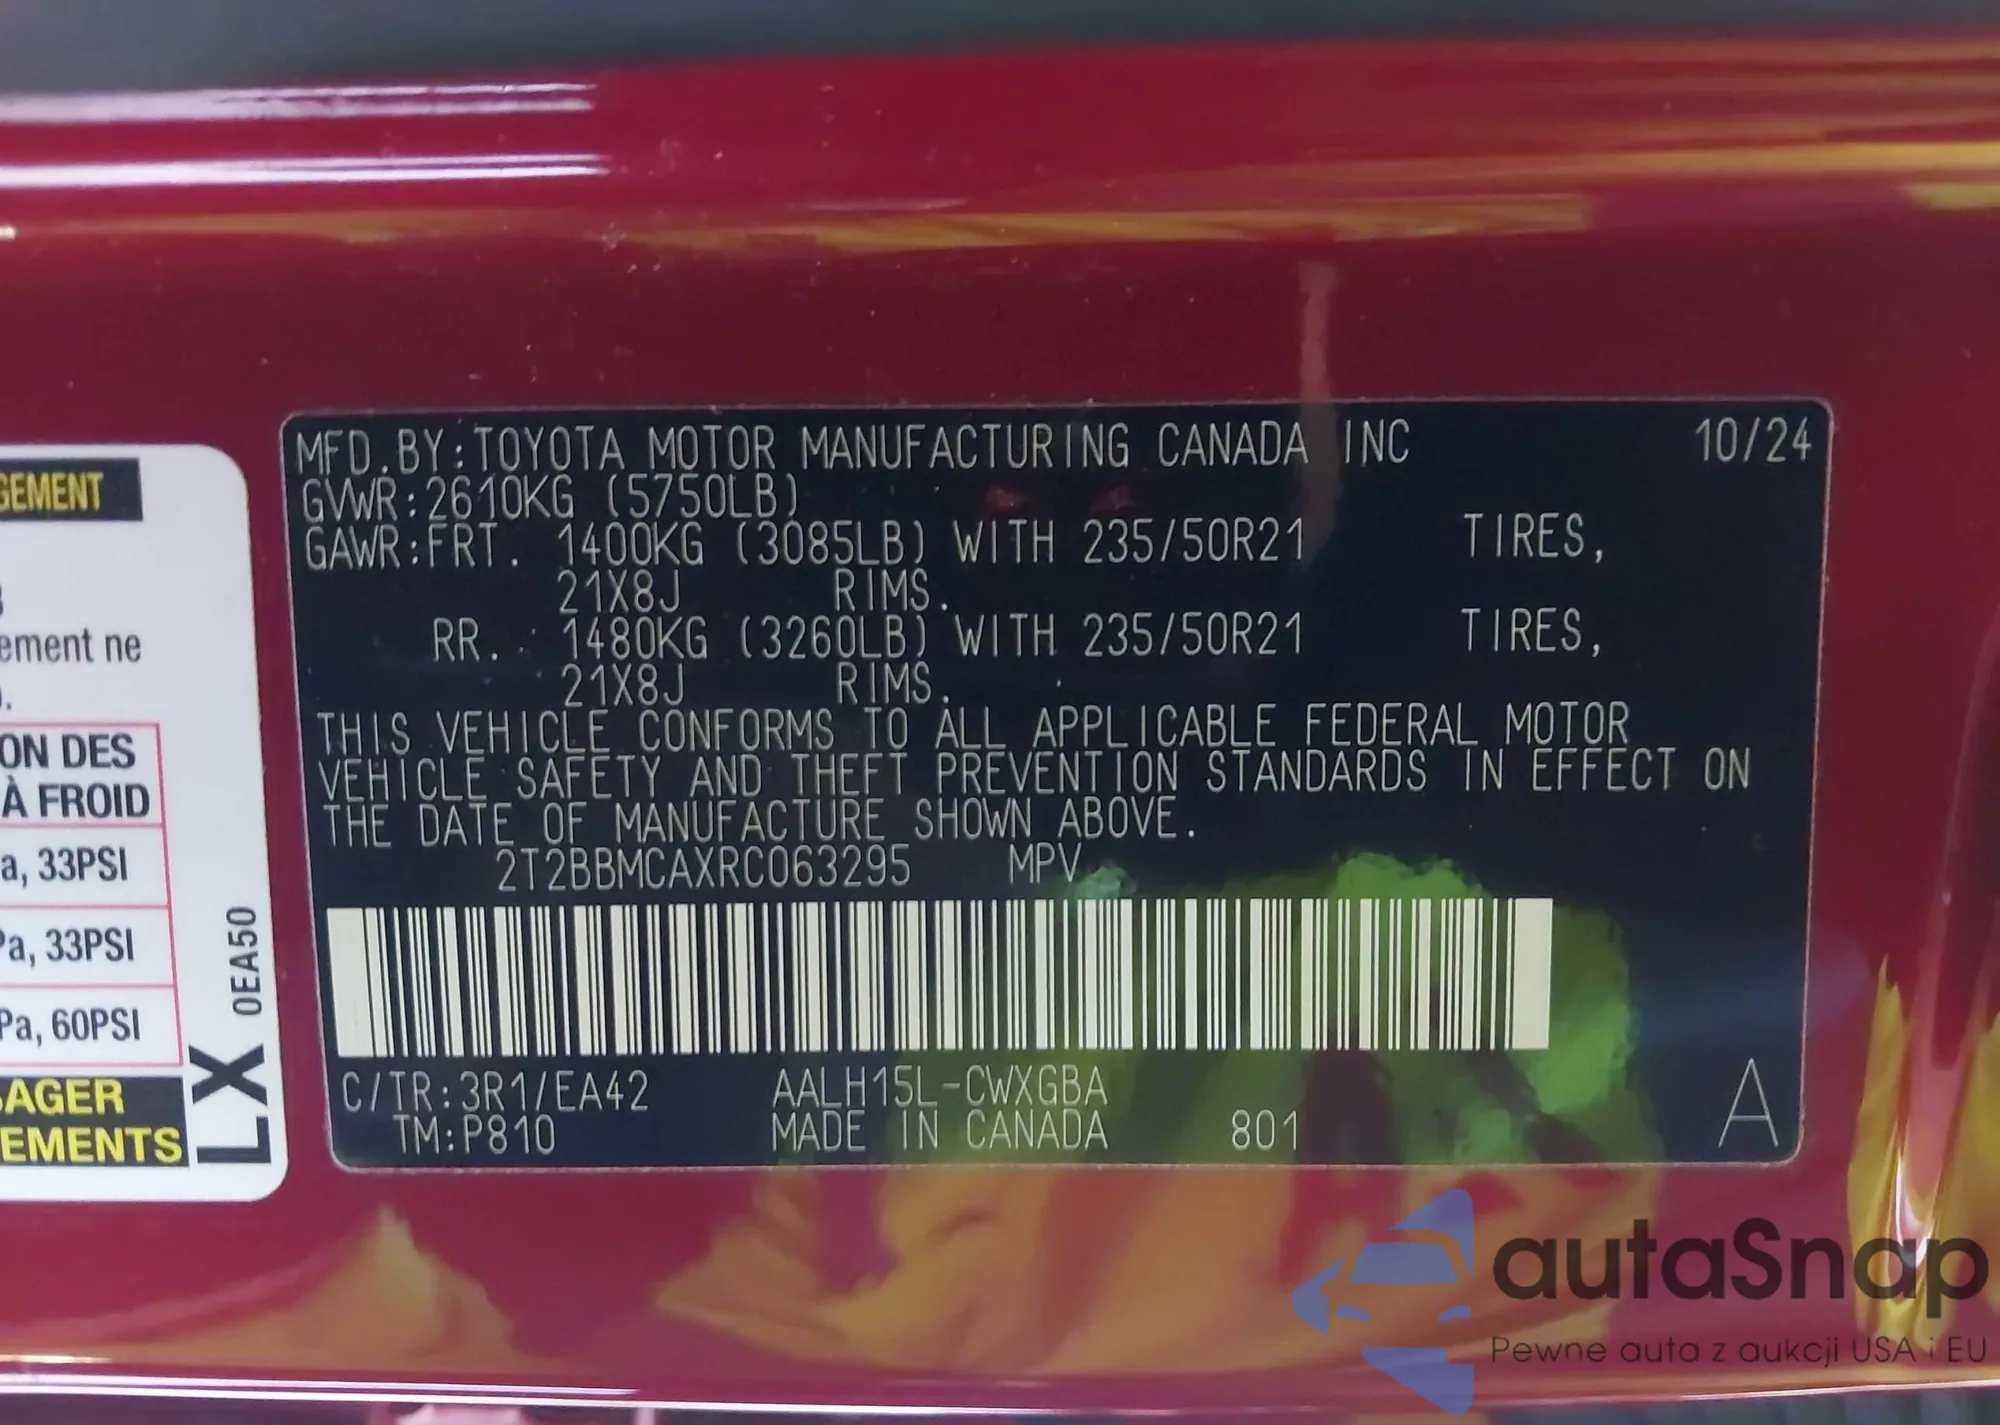 MFD.BY:TOYOTA MOTOR MANUFACTURING CANADA INC 10/24
GVWR:2610KG (5750LB)
GAWR:FRT. 1400KG (3085LB) WITH 235/50R21 TIRES,
21X8J RIMS.
RR. 1480KG (3260LB) WITH 235/50R21 TIRES,
21X8J RIMS.
THIS VEHICLE CONFORMS TO ALL APPLICABLE FEDERAL MOTOR
VEHICLE SAFETY AND THEFT PREVENTION STANDARDS IN EFFECT ON
THE DATE OF MANUFACTURE SHOWN ABOVE.
2T2BBMCAXRC063295 MPV
C/TR:3R1/EA42 AALH15L-CWXGBA
TM:P810 MADE IN CANADA 801 A
GEMENT
ement ne
ON DES
À FROID
a, 33PSI
Pa, 33PSI
Pa, 60PSI
AGER
EMENTS
LX 0EA50
autaSnap
Pewne auta z aukcji USA i EU